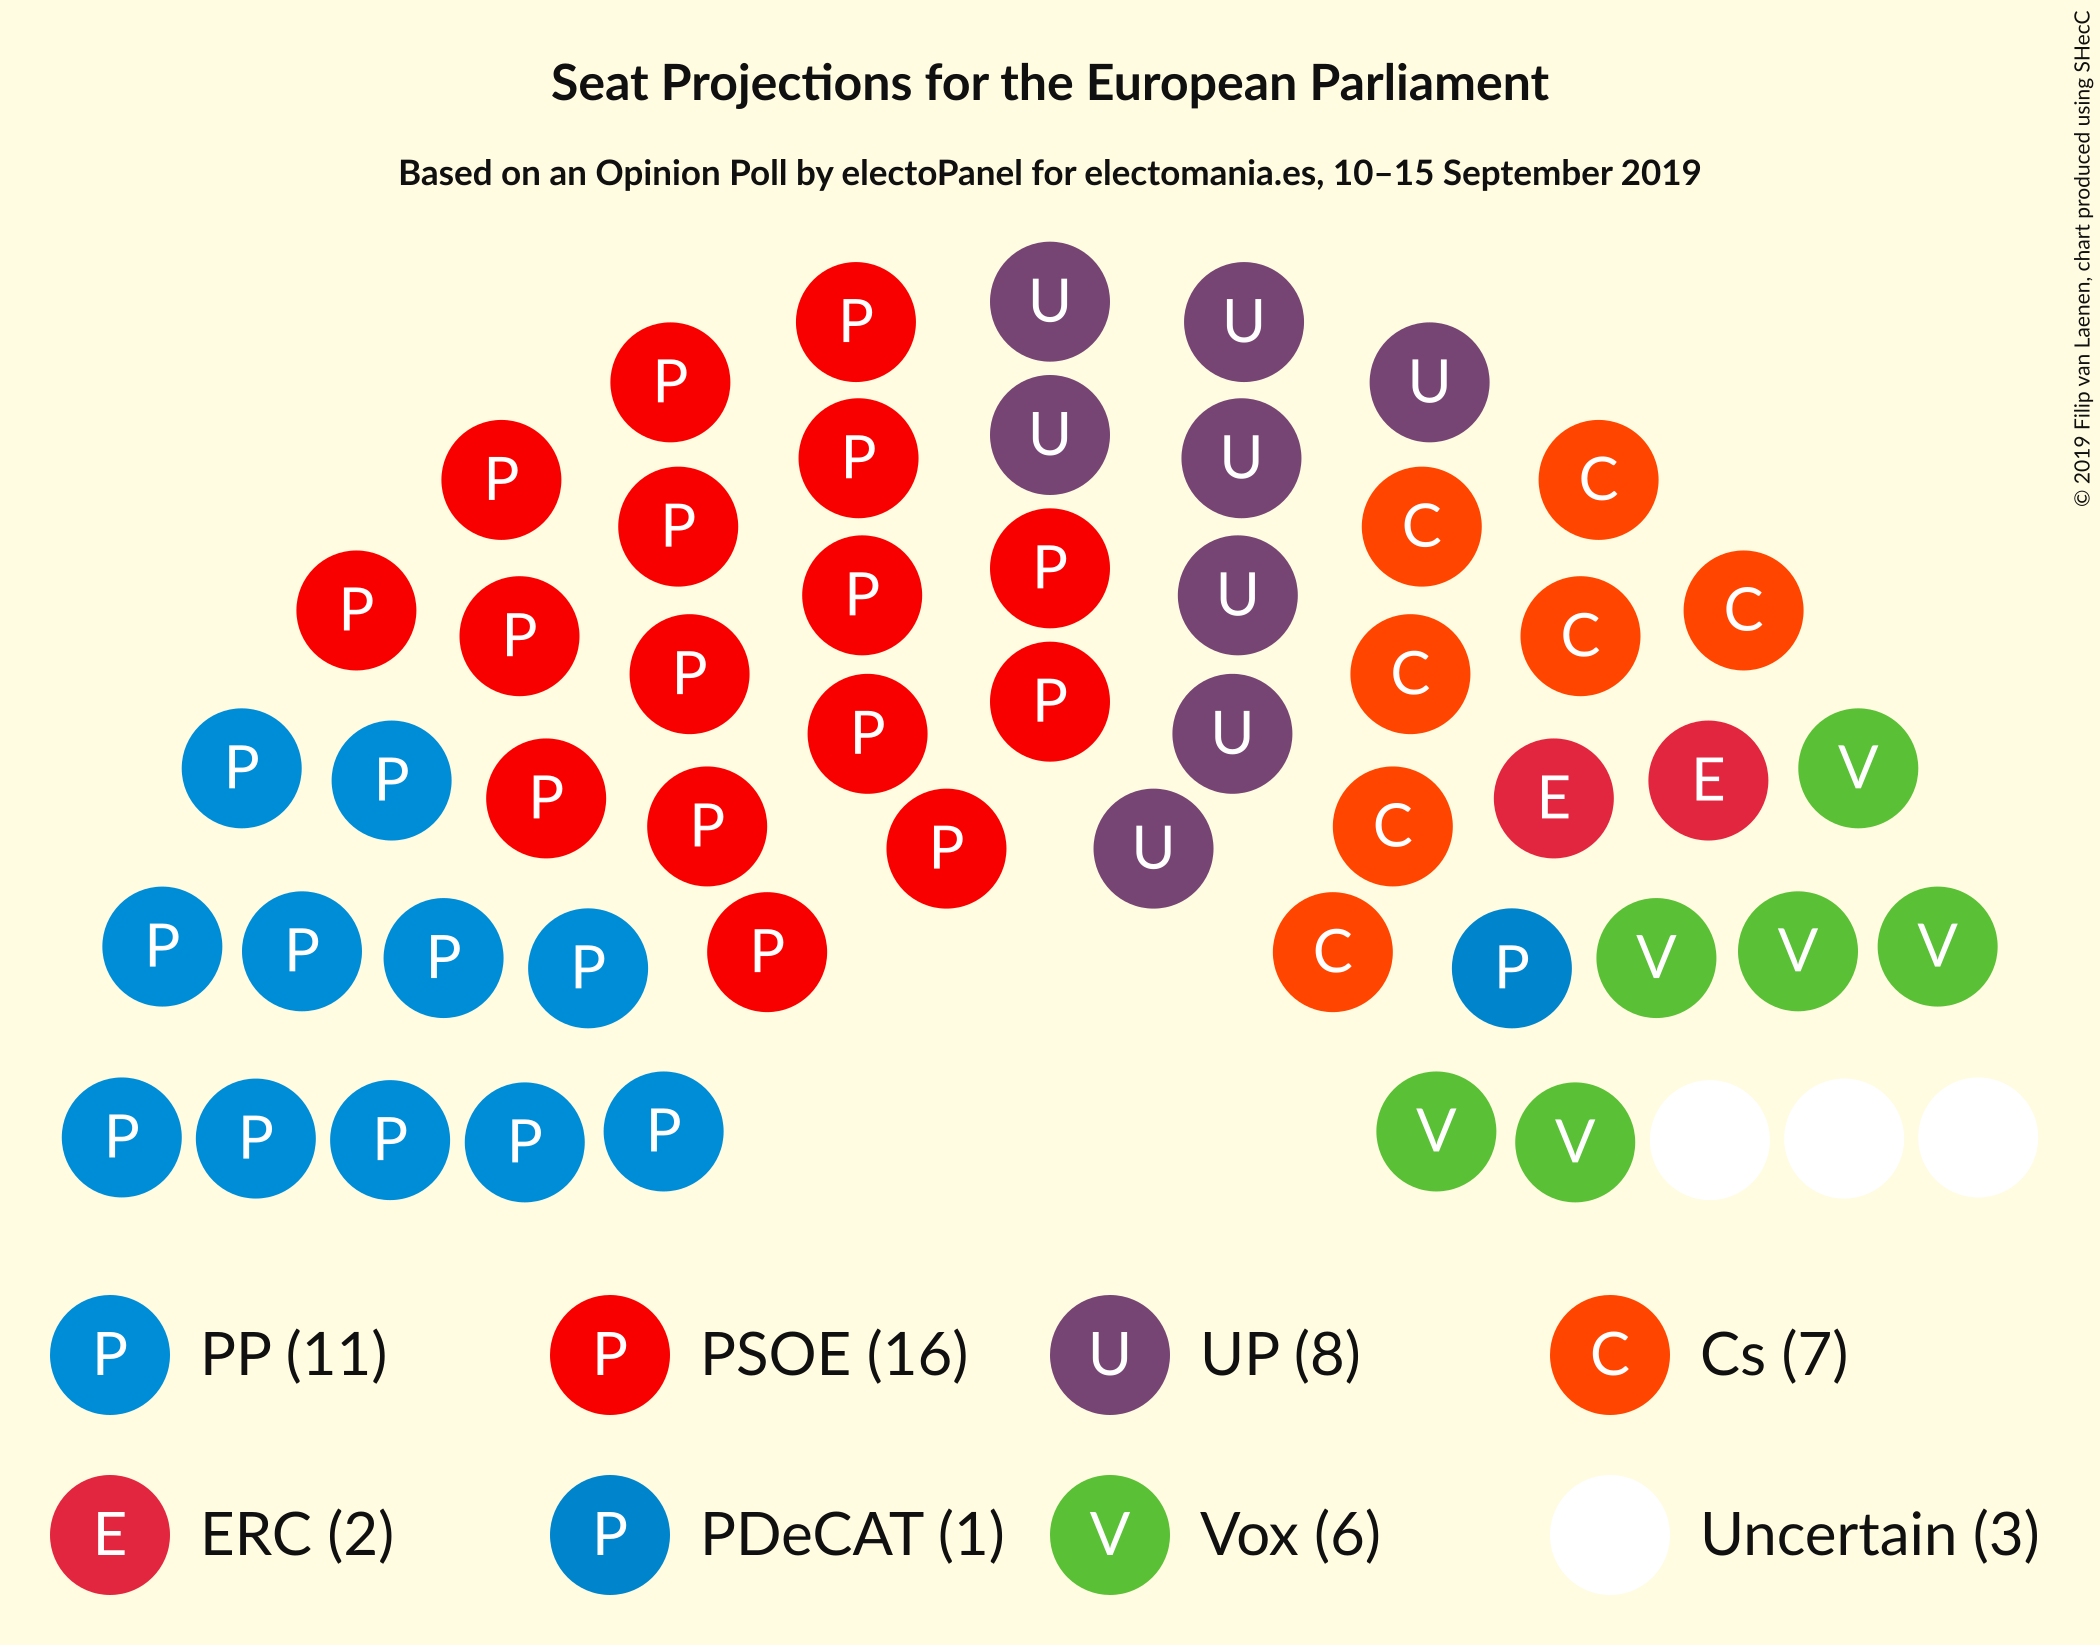 Seat Projections for the European Parliament
Based on an Opinion Poll by electoPanel for electomania.es, 10–15 September 2019
© 2019 Filip van Laenen, chart produced using SHecC
U
P U
P U
U
P U
P C
P C
P
P U
P C
P C
P C
P U
P E
P E
P V
P C
P U
P V
P V
P V
P P
P C
P V
P V
P
P
P
P PP (11) P PSOE (16) U UP (8) C Cs (7)
E ERC (2) P PDeCAT (1) V Vox (6) Uncertain (3)